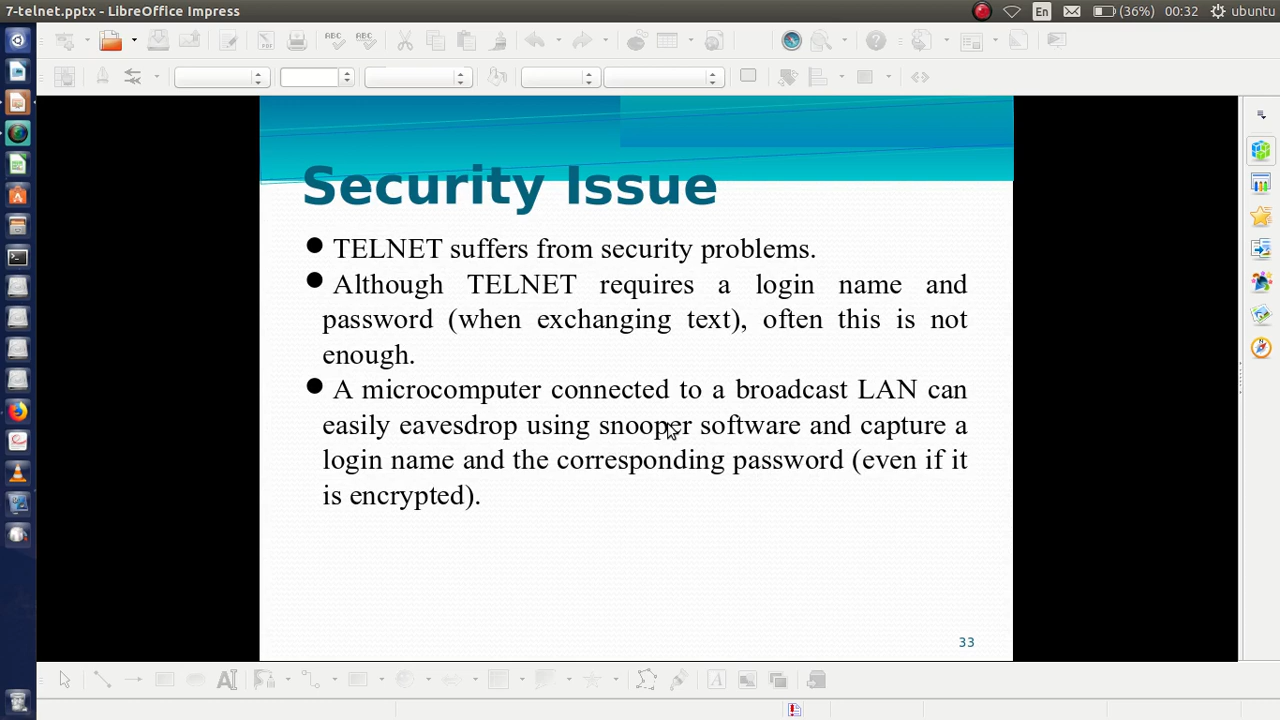 7-telnet.pptx - LibreOffice Impress
En
(36%)
00:32
ubuntu
ABC
ABC
Security Issue
TELNET suffers from security problems.
Although TELNET requires a login name and
password (when exchanging text), often this is not
enough.
A microcomputer connected to a broadcast LAN can
easily eavesdrop using snooper software and capture a
login name and the corresponding password (even if it
is encrypted).
33